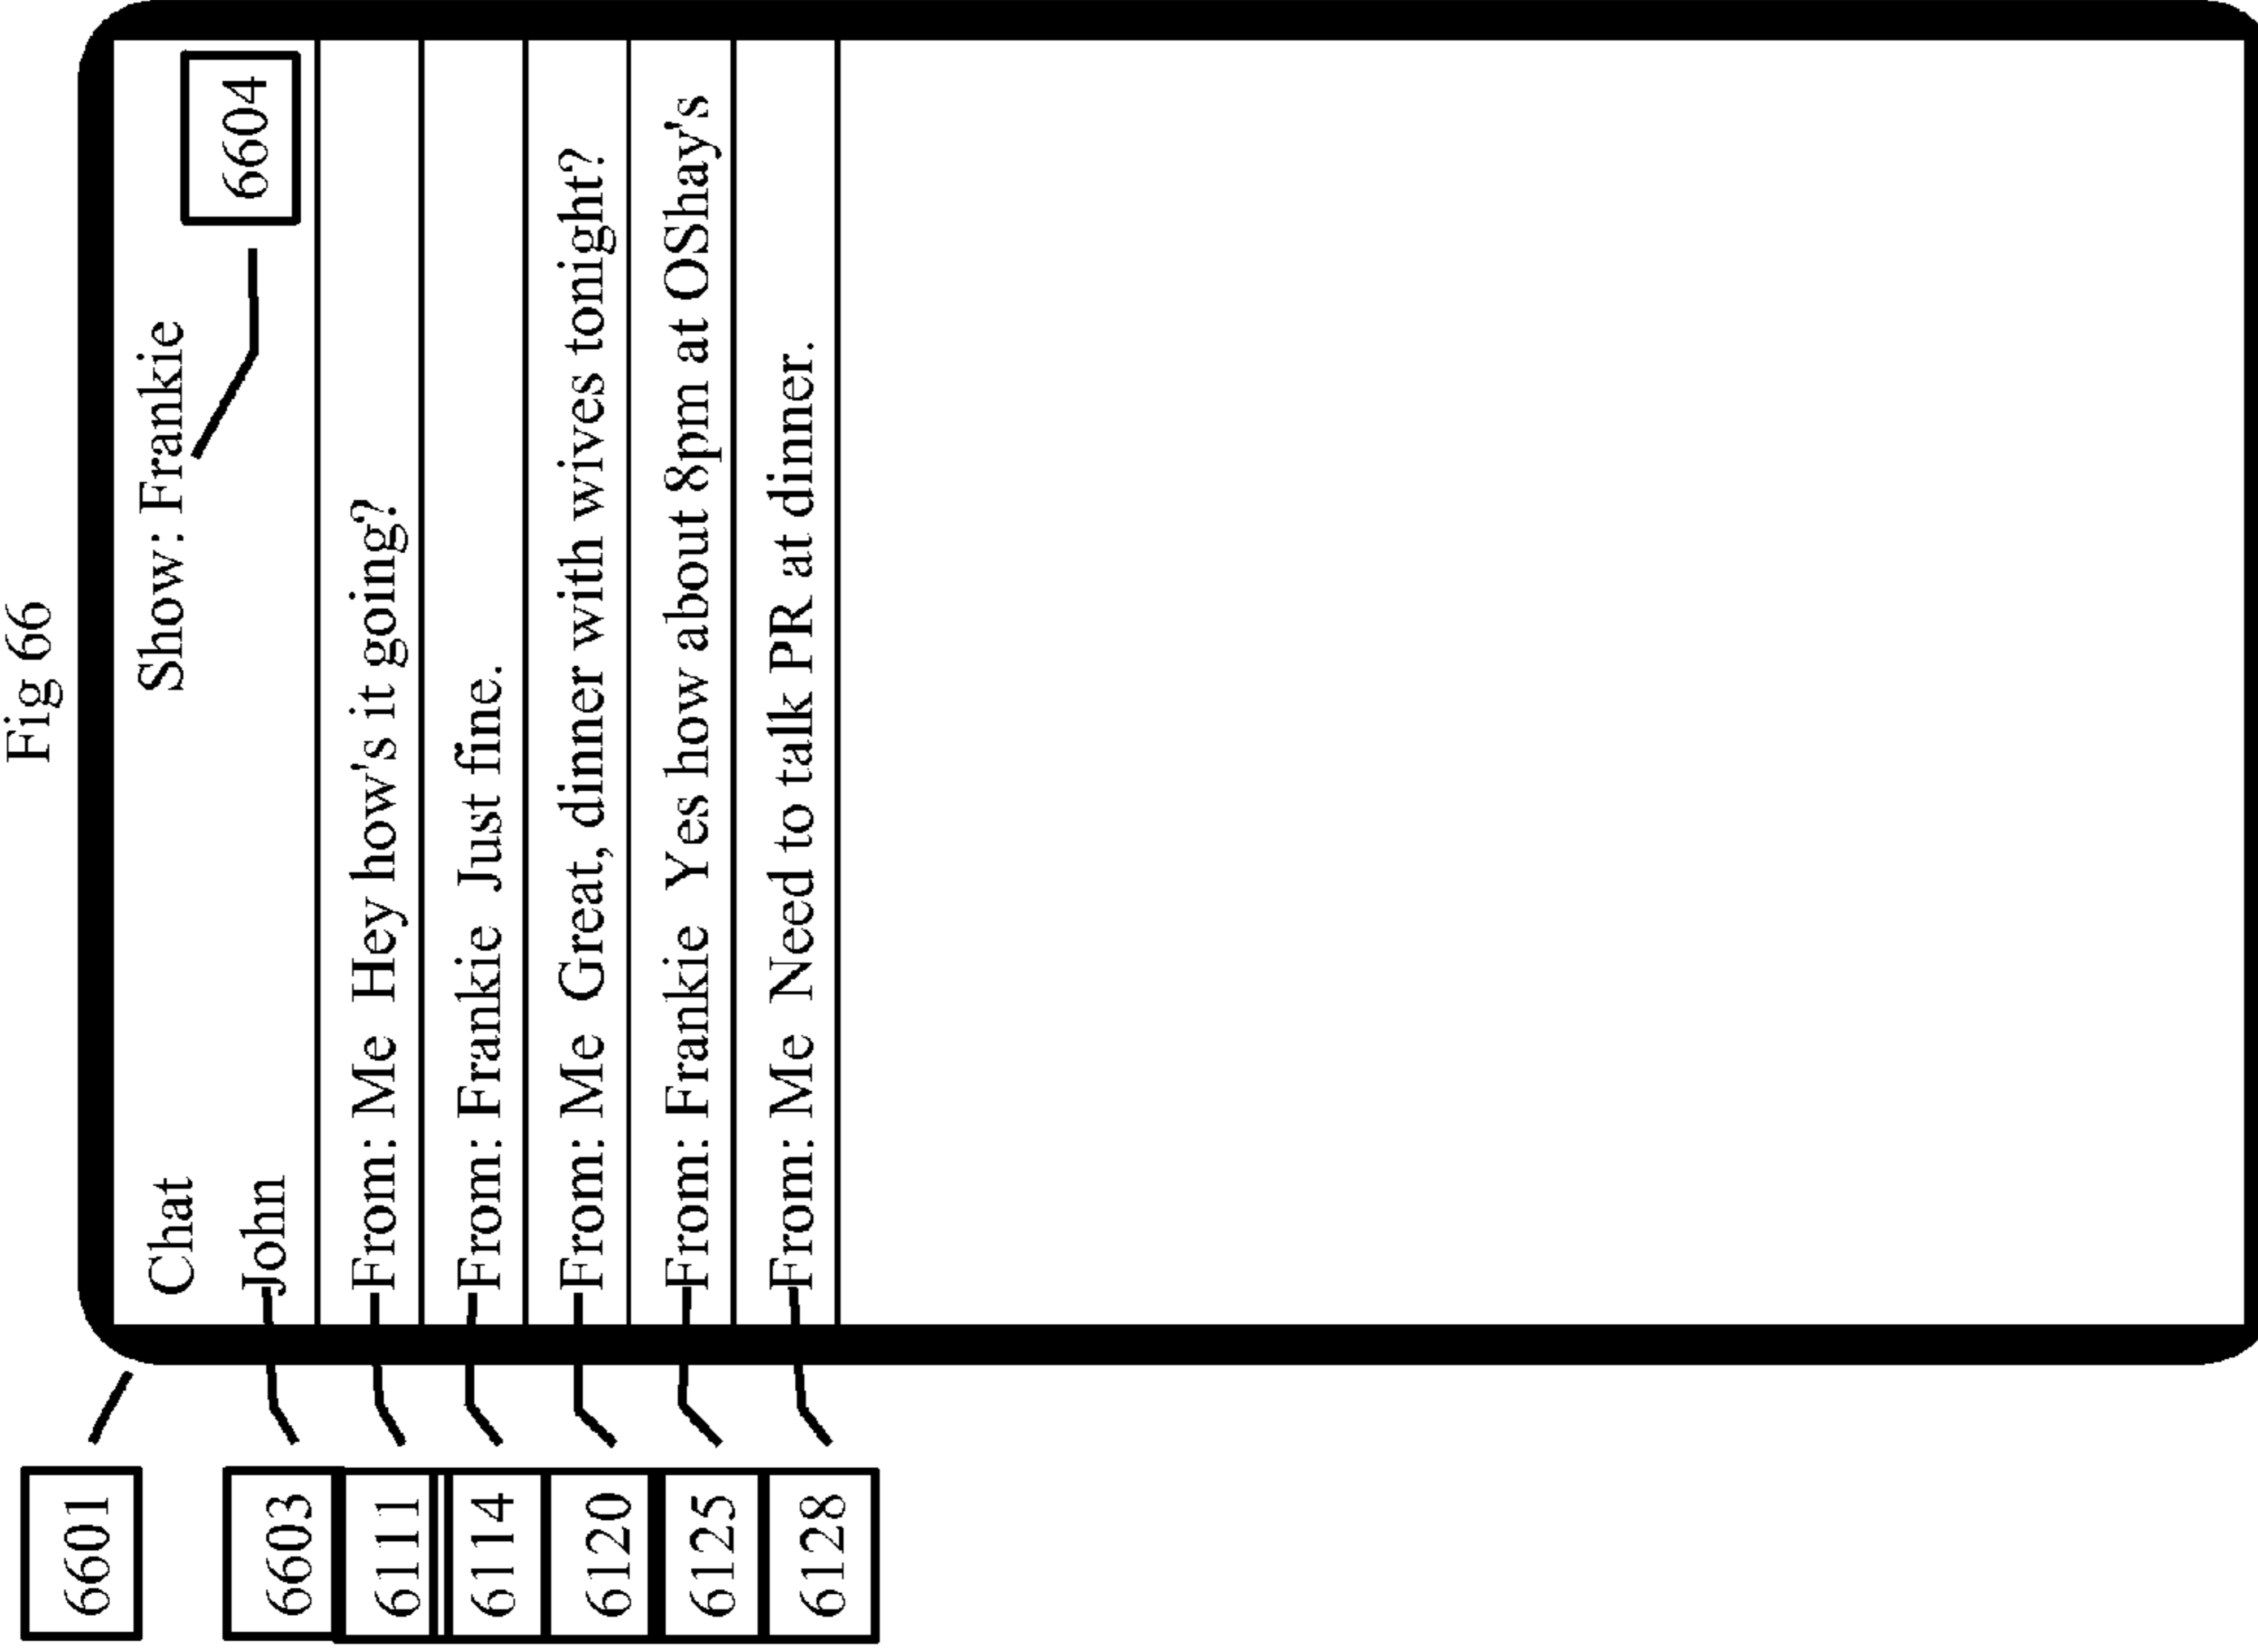 Fig 66
6601
Chat
Show: Frankie
6603
John
6604
6111
From: Me Hey how's it going?
6114
From: Frankie Just fine.
6120
From: Me Great, dinner with wives tonight?
6125
From: Frankie Yes how about 8pm at OShay's
6128
From: Me Need to talk PR at dinner.